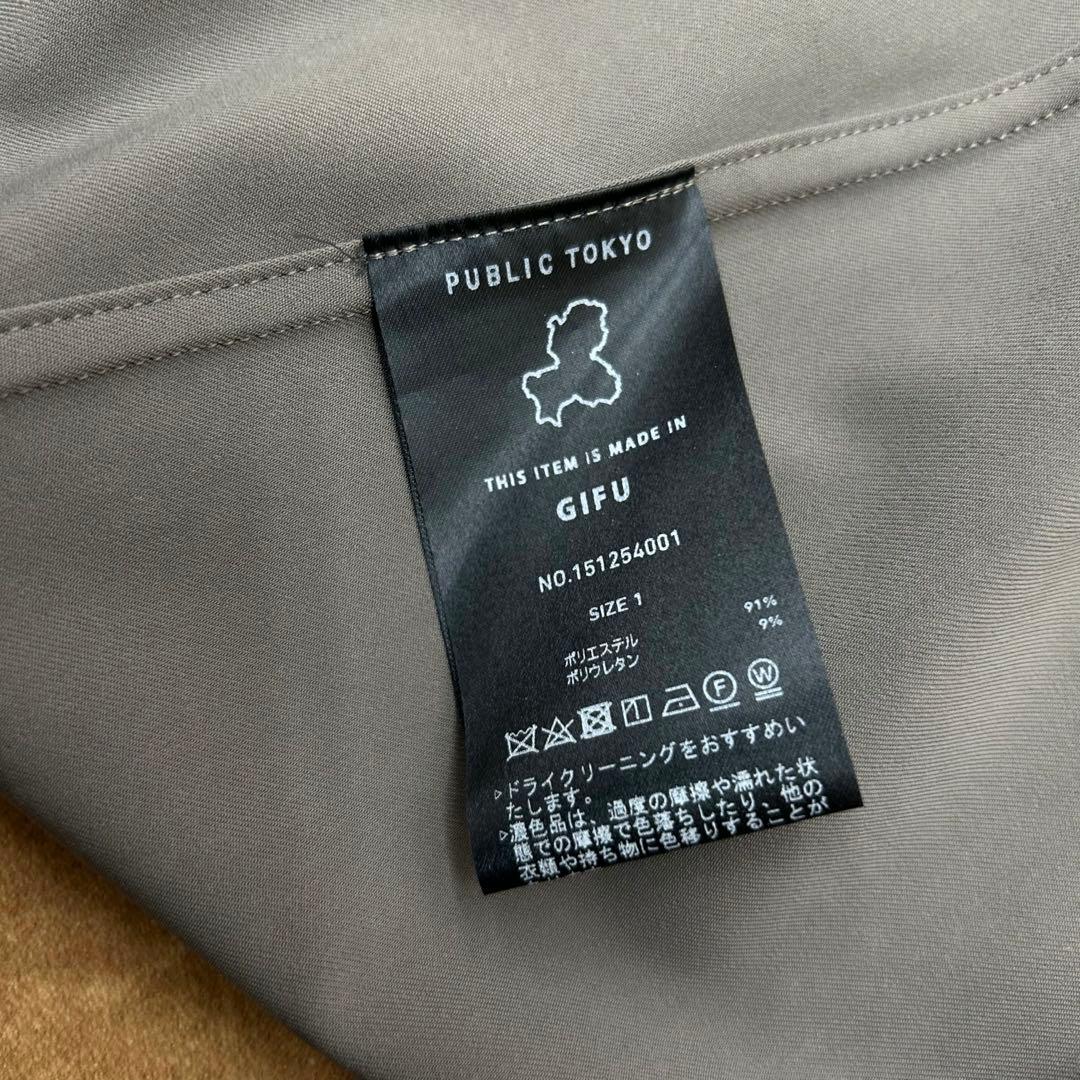 PUBLIC TOKYO
THIS ITEM IS MADE IN
GIFU
NO.151254001
SIZE 1
ポリエステル 91%
ポリウレタン 9%
F W
▷ドライクリーニングをおすすめい
たします。
▷濃色品は、過度の摩擦や濡れた状
態での摩擦で色落ちしたり、他の
衣類や持ち物に色移りすることが